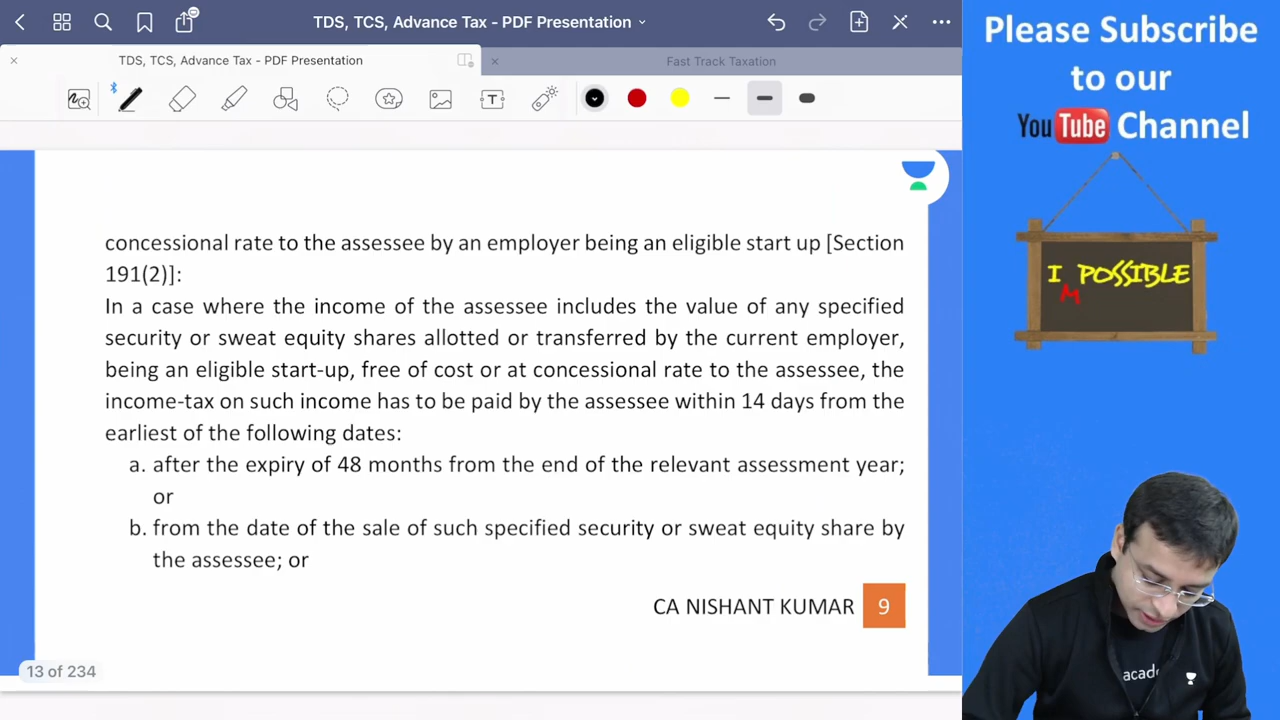 TDS, TCS, Advance Tax - PDF Presentation
TDS, TCS, Advance Tax - PDF Presentation
Fast Track Taxation
concessional rate to the assessee by an employer being an eligible start up [Section
191(2)]:
In a case where the income of the assessee includes the value of any specified
security or sweat equity shares allotted or transferred by the current employer,
being an eligible start-up, free of cost or at concessional rate to the assessee, the
income-tax on such income has to be paid by the assessee within 14 days from the
earliest of the following dates:
a. after the expiry of 48 months from the end of the relevant assessment year;
or
b. from the date of the sale of such specified security or sweat equity share by
the assessee; or
CA NISHANT KUMAR 9
13 of 234
Please Subscribe
to our
YouTube Channel
I POSSIBLE
M
acad